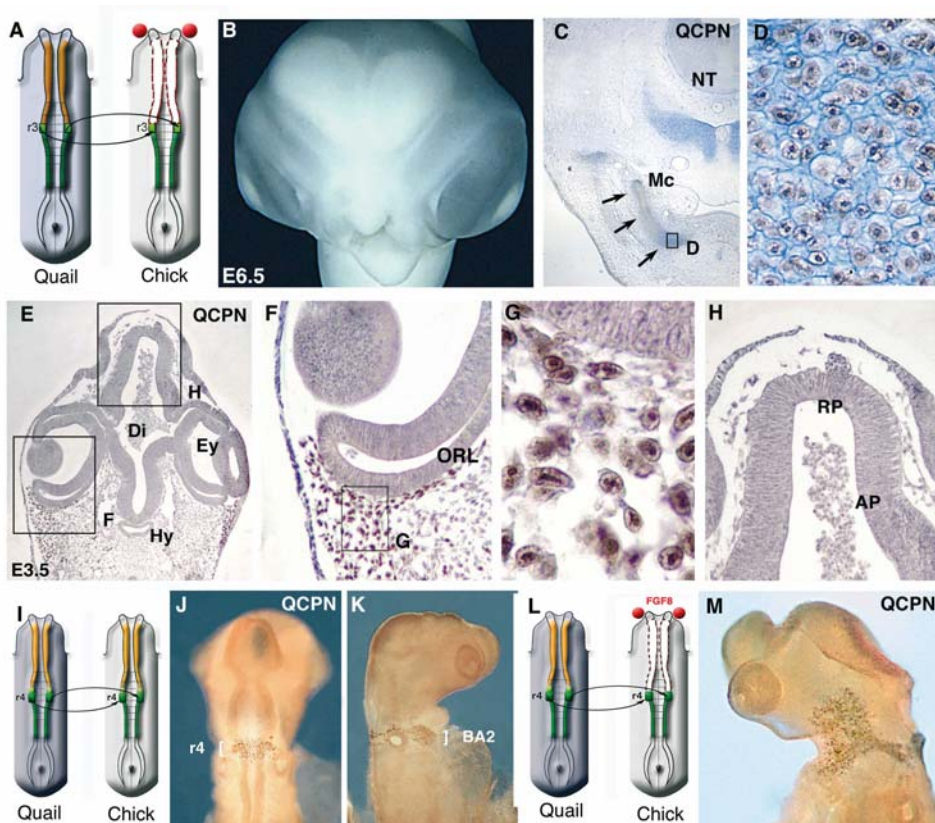 A
r3
r3
Quail
Chick
B
E6.5
C
QCPN
NT
Mc
D
D
E
QCPN
H
Di
Ey
F
Hy
E3.5
F
ORL
G
G
H
RP
AP
I
r4
r4
Quail
Chick
J
QCPN
r4 [
K
] BA2
L
FGF8
r4
r4
Quail
Chick
M
QCPN